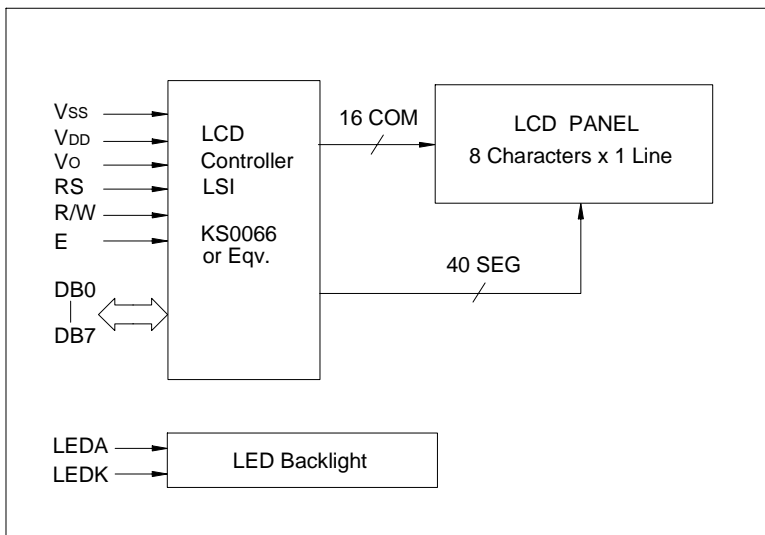 VSS
VDD
VO
RS
R/W
E
DB0
DB7
LCD
Controller
LSI
KS0066
or Eqv.
16 COM
40 SEG
LCD PANEL
8 Characters x 1 Line
LEDA
LEDK
LED Backlight